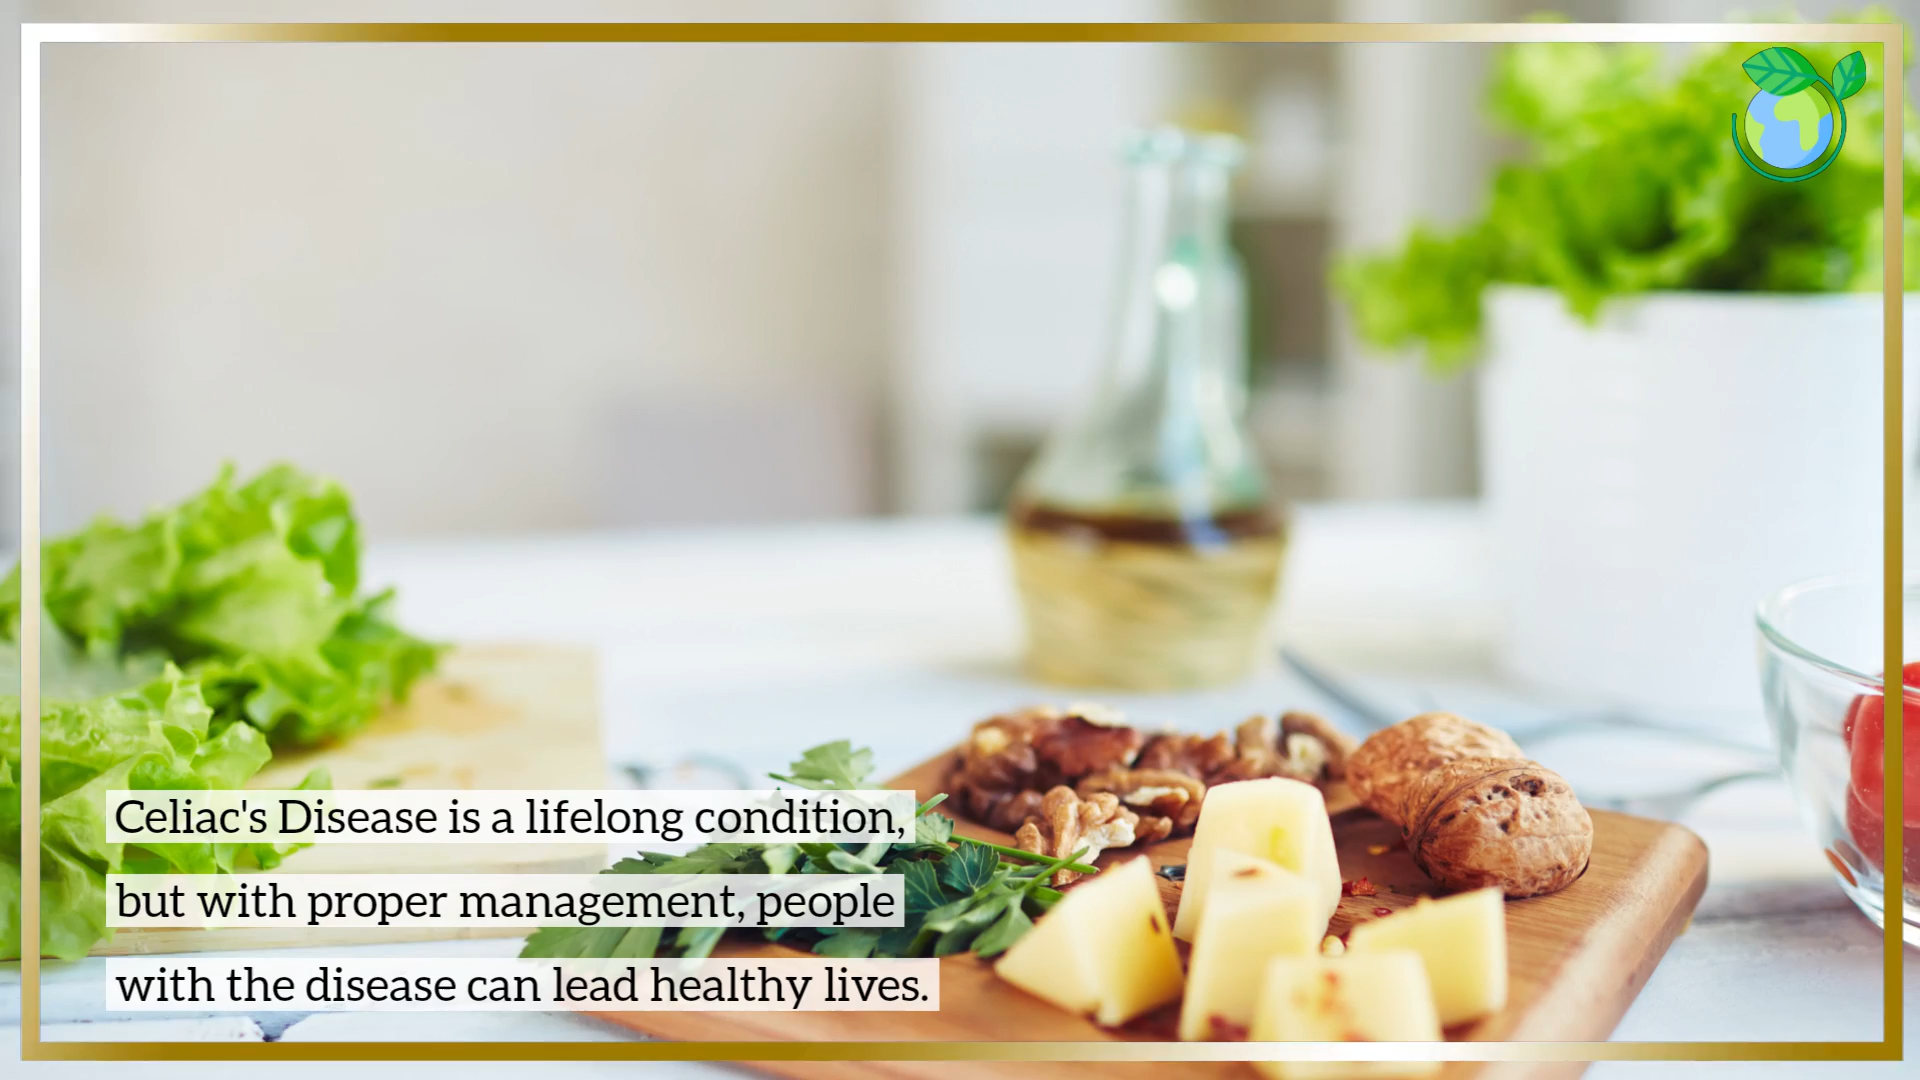 Celiac's Disease is a lifelong condition,
but with proper management, people
with the disease can lead healthy lives.